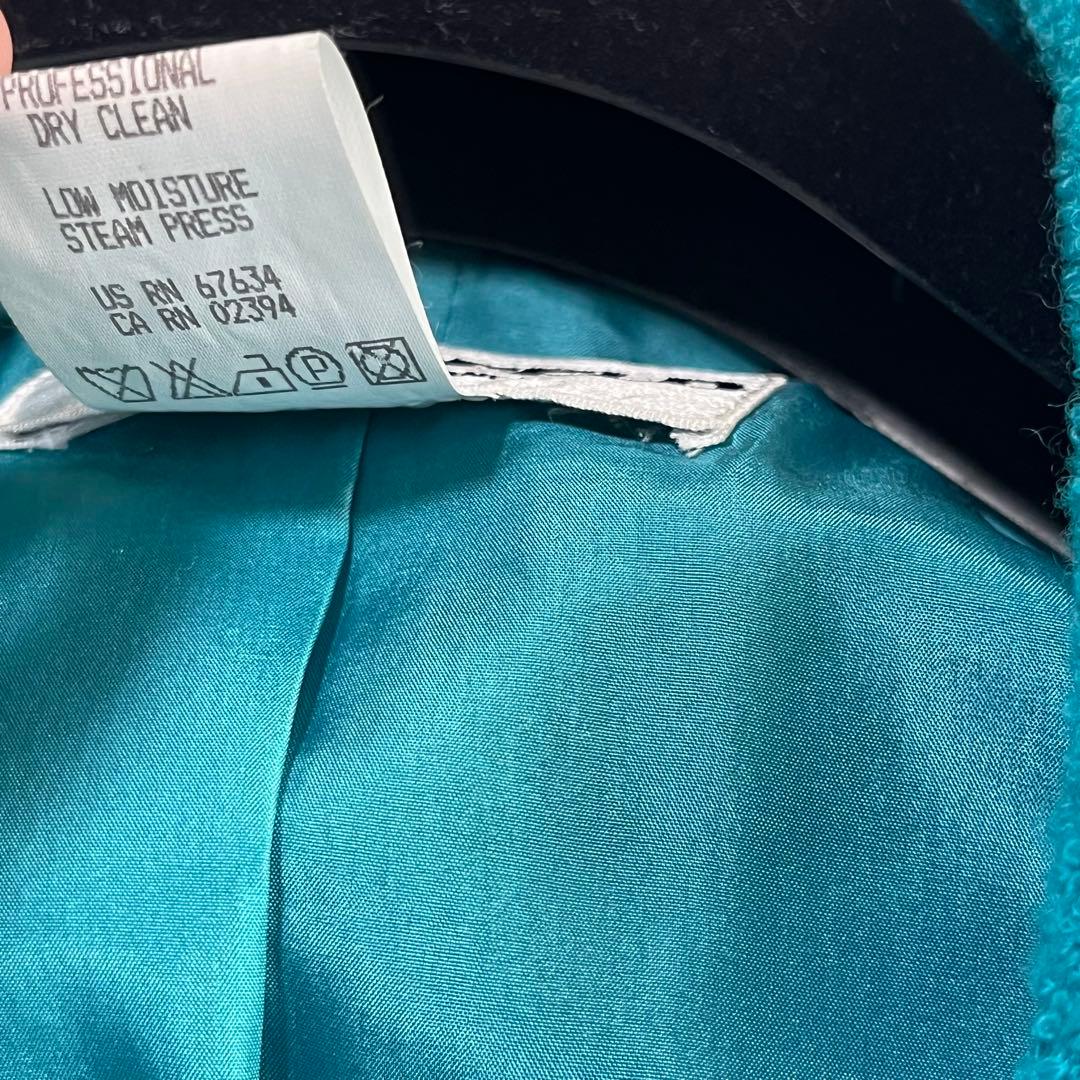 PROFESSIONAL
DRY CLEAN
LOW MOISTURE
STEAM PRESS
US RN 67634
CA RN 02394
P